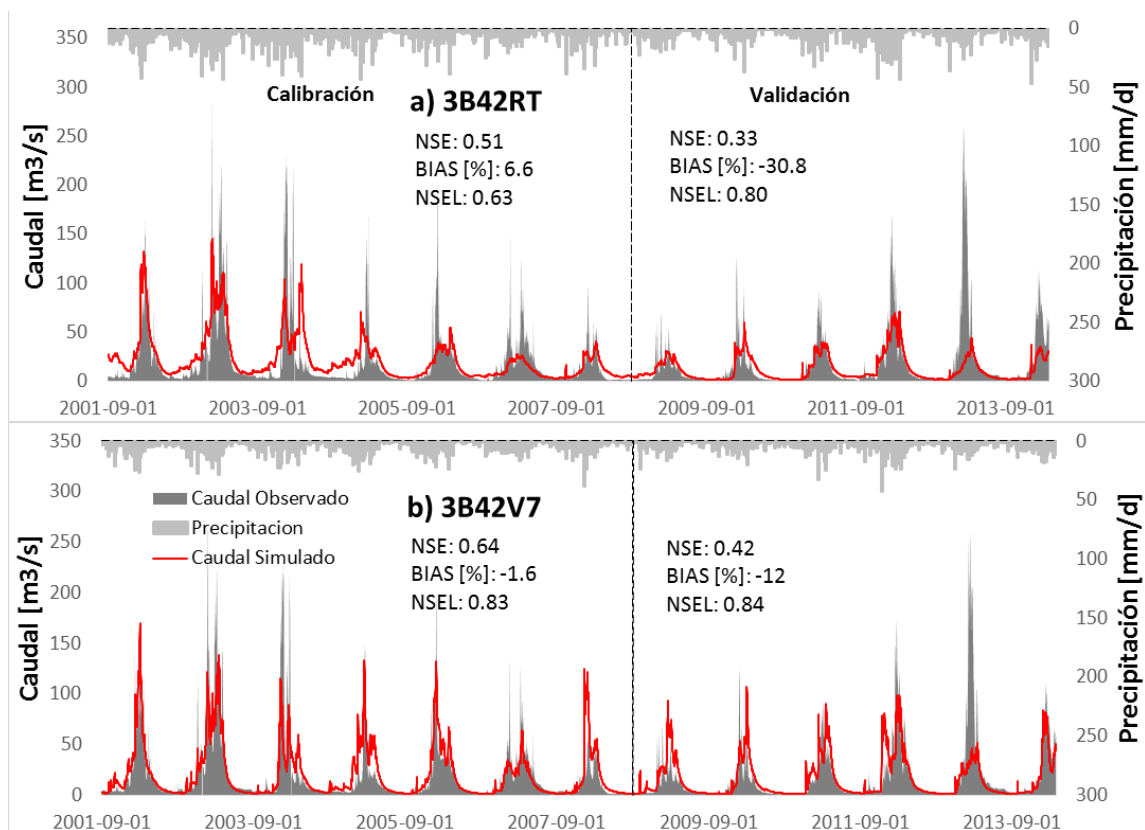 350
300
250
200
150
100
50
0
Caudal [m3/s]
Calibración
a) 3B42RT
NSE: 0.51
BIAS [%]: 6.6
NSEL: 0.63
Validación
NSE: 0.33
BIAS [%]: -30.8
NSEL: 0.80
0
50
100
150
200
250
300
Precipitación [mm/d]
2001-09-01 2003-09-01 2005-09-01 2007-09-01 2009-09-01 2011-09-01 2013-09-01
350
300
250
200
150
100
50
0
Caudal [m3/s]
Caudal Observado
Precipitacion
Caudal Simulado
b) 3B42V7
NSE: 0.64
BIAS [%]: -1.6
NSEL: 0.83
NSE: 0.42
BIAS [%]: -12
NSEL: 0.84
0
50
100
150
200
250
300
Precipitación [mm/d]
2001-09-01 2003-09-01 2005-09-01 2007-09-01 2009-09-01 2011-09-01 2013-09-01